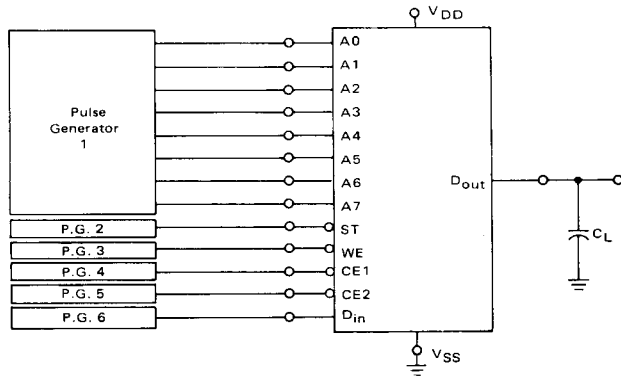 V DD
Pulse
Generator
1
A0
A1
A2
A3
A4
A5
A6
A7
P.G. 2
ST
P.G. 3
WE
P.G. 4
CE1
P.G. 5
CE2
P.G. 6
Din
Dout
CL
VSS